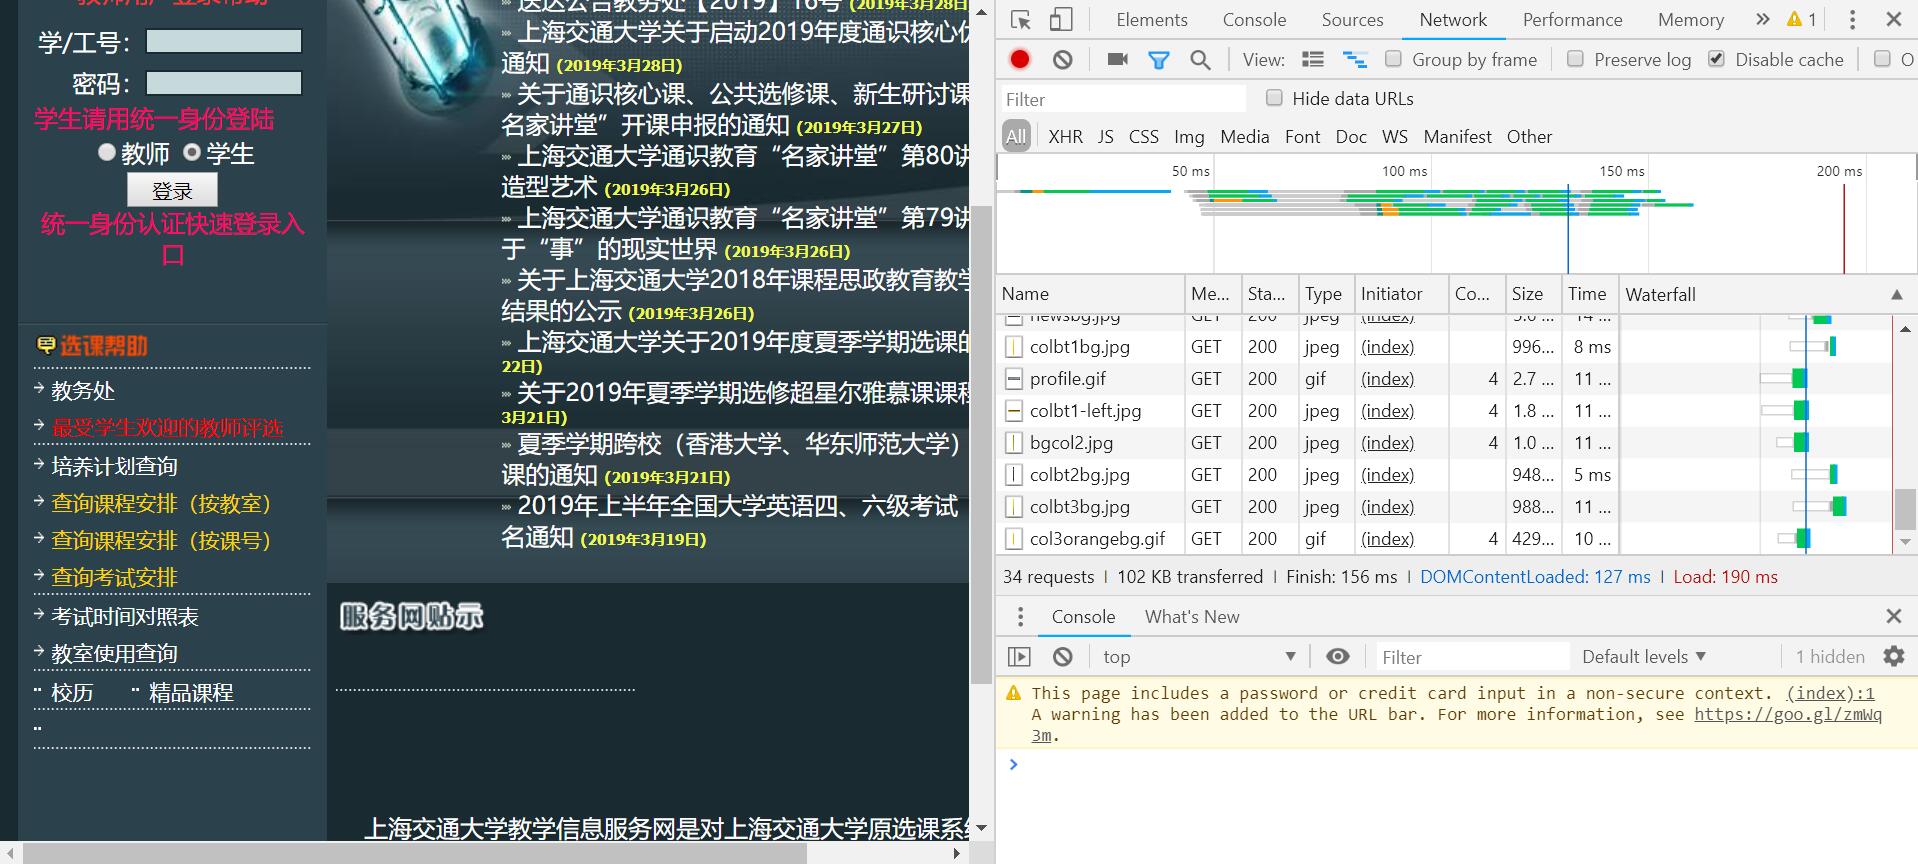 学/工号：
密码：
学生请用统一身份登陆
教师 学生
登录
统一身份认证快速登录入
口
选课帮助
教务处
最受学生欢迎的教师评选
培养计划查询
查询课程安排（按教室）
查询课程安排（按课号）
查询考试安排
考试时间对照表
教室使用查询
校历 精品课程
送达公告教务处【2019】16号 (2019年3月28日
上海交通大学关于启动2019年度通识核心
通知 (2019年3月28日)
关于通识核心课、公共选修课、新生研讨课
名家讲堂”开课申报的通知 (2019年3月27日)
上海交通大学通识教育“名家讲堂”第80讲
造型艺术 (2019年3月26日)
上海交通大学通识教育“名家讲堂”第79讲
于“事”的现实世界 (2019年3月26日)
关于上海交通大学2018年课程思政教育教学
结果的公示 (2019年3月26日)
上海交通大学关于2019年度夏季学期选课的
22日)
关于2019年夏季学期选修超星尔雅慕课课程
3月21日)
夏季学期跨校（香港大学、华东师范大学）
课的通知 (2019年3月21日)
2019年上半年全国大学英语四、六级考试
名通知 (2019年3月19日)
服务网贴示
上海交通大学教学信息服务网是对上海交通大学原选课系
Elements Console Sources Network Performance Memory » 1
View: Group by frame Preserve log Disable cache O
Filter Hide data URLs
All XHR JS CSS Img Media Font Doc WS Manifest Other
50 ms 100 ms 150 ms 200 ms
Name Me... Sta... Type Initiator Co... Size Time Waterfall
newsbg.jpg GET 200 jpeg (index) 3.6 ... 14 ...
colbt1bg.jpg GET 200 jpeg (index) 996... 8 ms
profile.gif GET 200 gif (index) 4 2.7 ... 11 ...
colbt1-left.jpg GET 200 jpeg (index) 4 1.8 ... 11 ...
bgcol2.jpg GET 200 jpeg (index) 4 1.0 ... 11 ...
colbt2bg.jpg GET 200 jpeg (index) 948... 5 ms
colbt3bg.jpg GET 200 jpeg (index) 988... 11 ...
col3orangebg.gif GET 200 gif (index) 4 429... 10 ...
34 requests | 102 KB transferred | Finish: 156 ms | DOMContentLoaded: 127 ms | Load: 190 ms
Console What's New
top Filter Default levels 1 hidden
This page includes a password or credit card input in a non-secure context. (index):1
A warning has been added to the URL bar. For more information, see https://goo.gl/zmWq
3m.